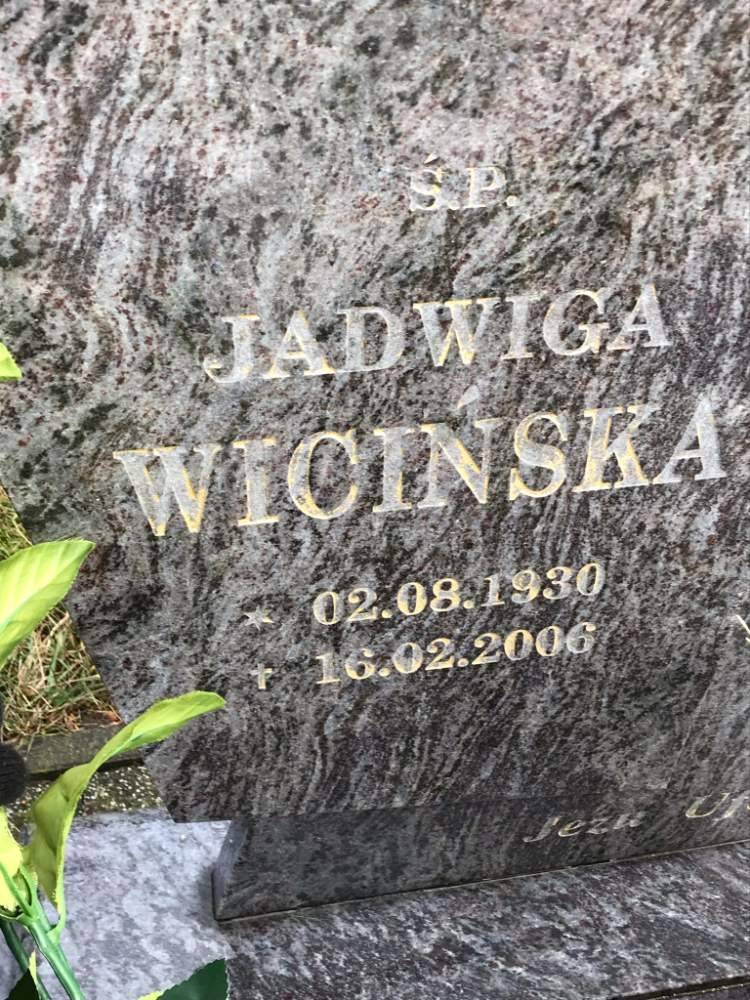 Ś.P.
JADWIGA
WICIŃSKA
* 02.08.1930
† 16.02.2006